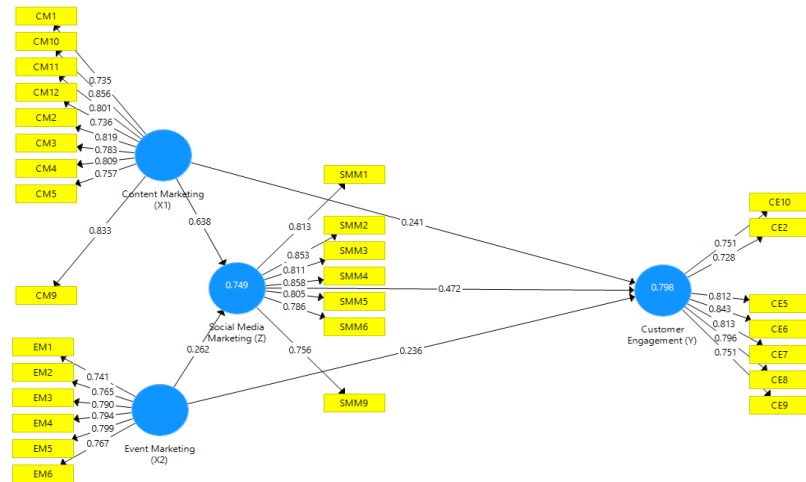 CM1
CM10
CM11
CM12
CM2
CM3
CM4
CM5
CM9
0.735
0.856
0.801
0.736
0.819
0.783
0.809
0.757
0.833
Content Marketing
(X1)
0.638
0.241
SMM1
SMM2
SMM3
SMM4
SMM5
SMM6
SMM9
0.813
0.853
0.811
0.858
0.805
0.786
0.756
0.749
Social Media
Marketing (Z)
0.472
0.262
0.236
EM1
EM2
EM3
EM4
EM5
EM6
0.741
0.765
0.790
0.794
0.799
0.767
Event Marketing
(X2)
0.798
Customer
Engagement (Y)
0.751
0.728
0.812
0.843
0.813
0.796
0.751
CE10
CE2
CE5
CE6
CE7
CE8
CE9